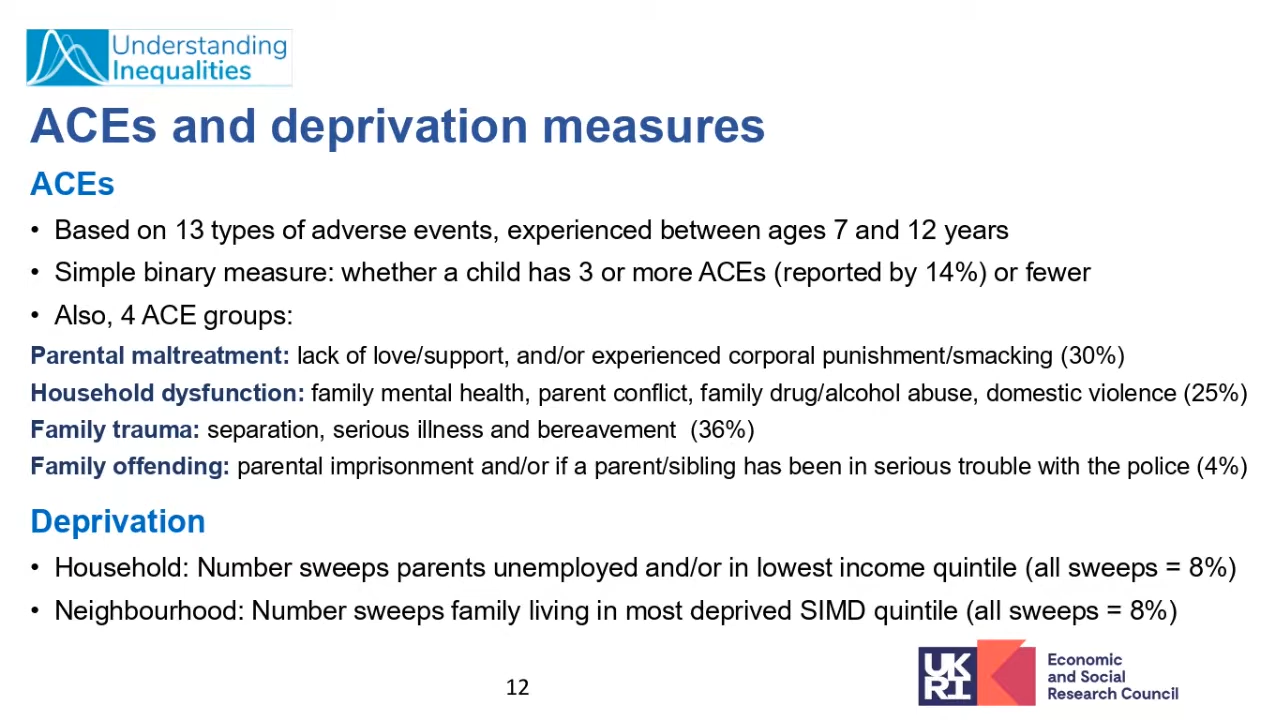 Understanding
Inequalities
ACEs and deprivation measures
ACEs
• Based on 13 types of adverse events, experienced between ages 7 and 12 years
• Simple binary measure: whether a child has 3 or more ACEs (reported by 14%) or fewer
• Also, 4 ACE groups:
Parental maltreatment: lack of love/support, and/or experienced corporal punishment/smacking (30%)
Household dysfunction: family mental health, parent conflict, family drug/alcohol abuse, domestic violence (25%)
Family trauma: separation, serious illness and bereavement (36%)
Family offending: parental imprisonment and/or if a parent/sibling has been in serious trouble with the police (4%)
Deprivation
• Household: Number sweeps parents unemployed and/or in lowest income quintile (all sweeps = 8%)
• Neighbourhood: Number sweeps family living in most deprived SIMD quintile (all sweeps = 8%)
12
UK
RI
Economic
and Social
Research Council